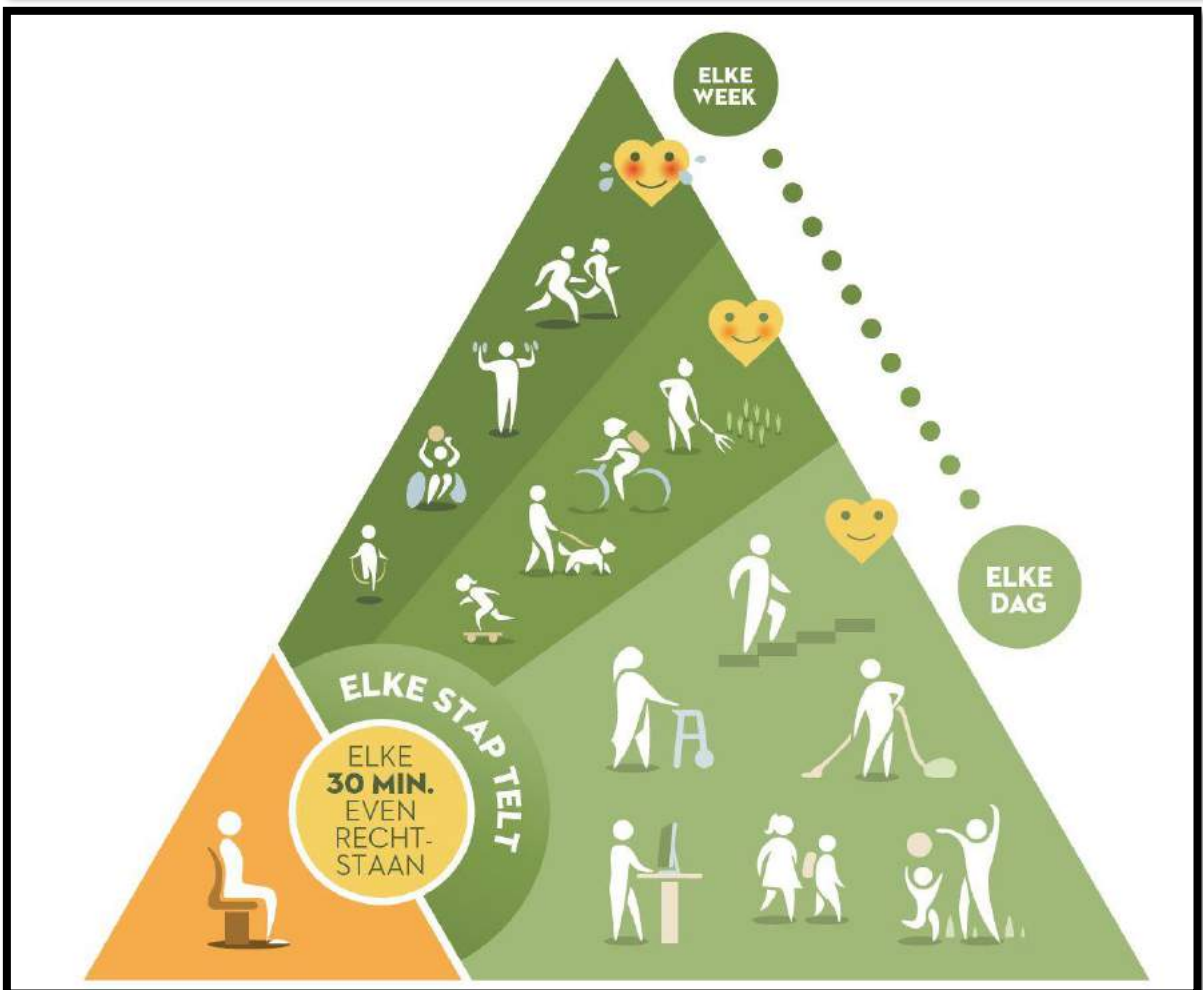 ELKE
WEEK
ELKE
DAG
ELKE STAP TELT
ELKE
30 MIN.
EVEN
RECHT-
STAAN